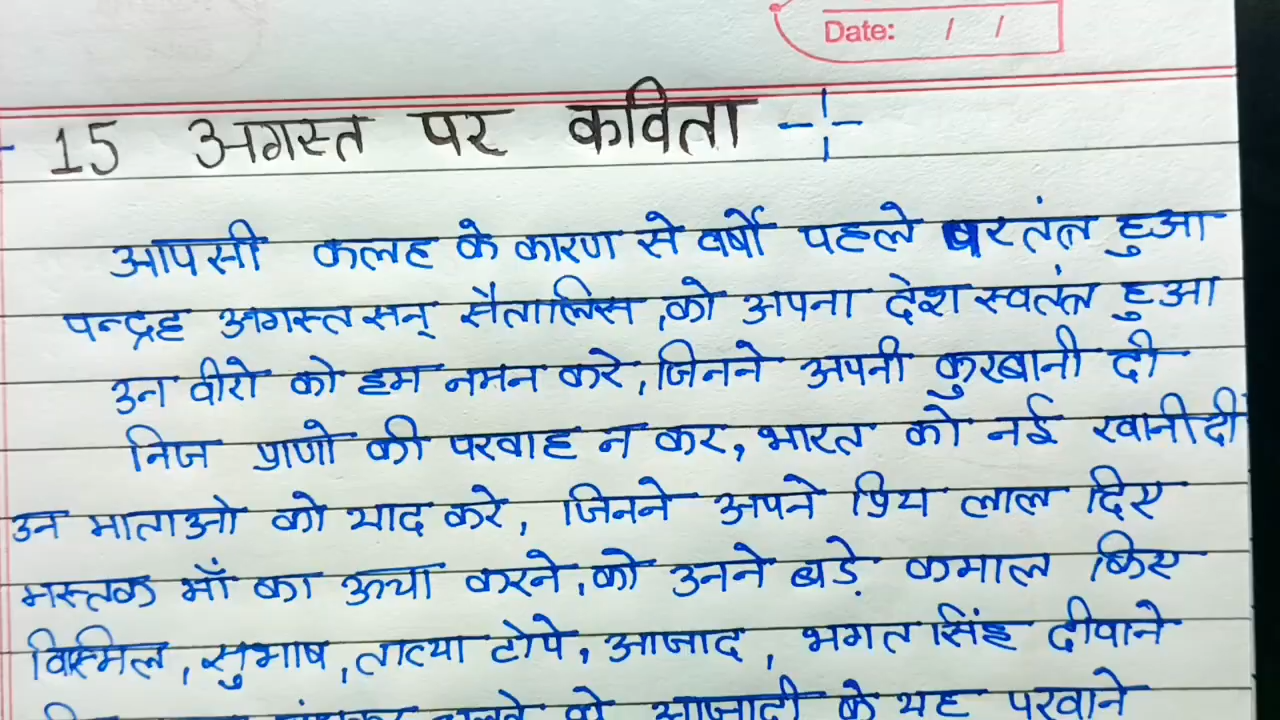 Date: / /
15 अगस्त पर कविता
आपसी कलह के कारण से वर्षो पहले परतंत हुआ
पन्द्रह अगस्त सन् सैतालिस, को अपना देश स्वतंत हुआ
उन वीरो को हम नमन करे, जिनने अपनी कुरबानी दी
निज प्राणो की परवाह न कर, भारत को नई रवानी दी
उन माताओ को याद करे, जिनने अपने प्रिय लाल दिए
मस्तक माँ का ऊचा करने, को उनने बड़े कमाल किए
विस्मिल, सुभाष, तात्या टोपे, आजाद, भगत सिंह दीवाने
चलते थे आजादी के यह परवाने